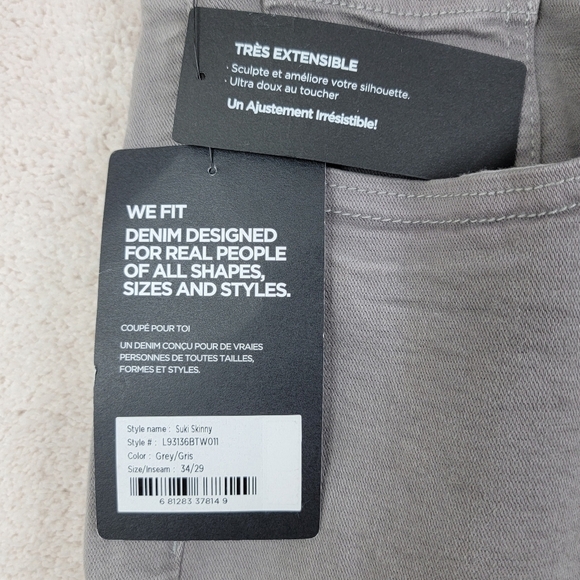 TRÈS EXTENSIBLE
· Sculpte et améliore votre silhouette.
· Ultra doux au toucher
Un Ajustement Irrésistible!
WE FIT
DENIM DESIGNED
FOR REAL PEOPLE
OF ALL SHAPES,
SIZES AND STYLES.
COUPÉ POUR TOI
UN DENIM CONÇU POUR DE VRAIES
PERSONNES DE TOUTES TAILLES,
FORMES ET STYLES.
Style name : Suki Skinny
Style # : L93136BTW011
Color : Grey/Gris
Size/Inseam : 34/29
6 81283 37814 9